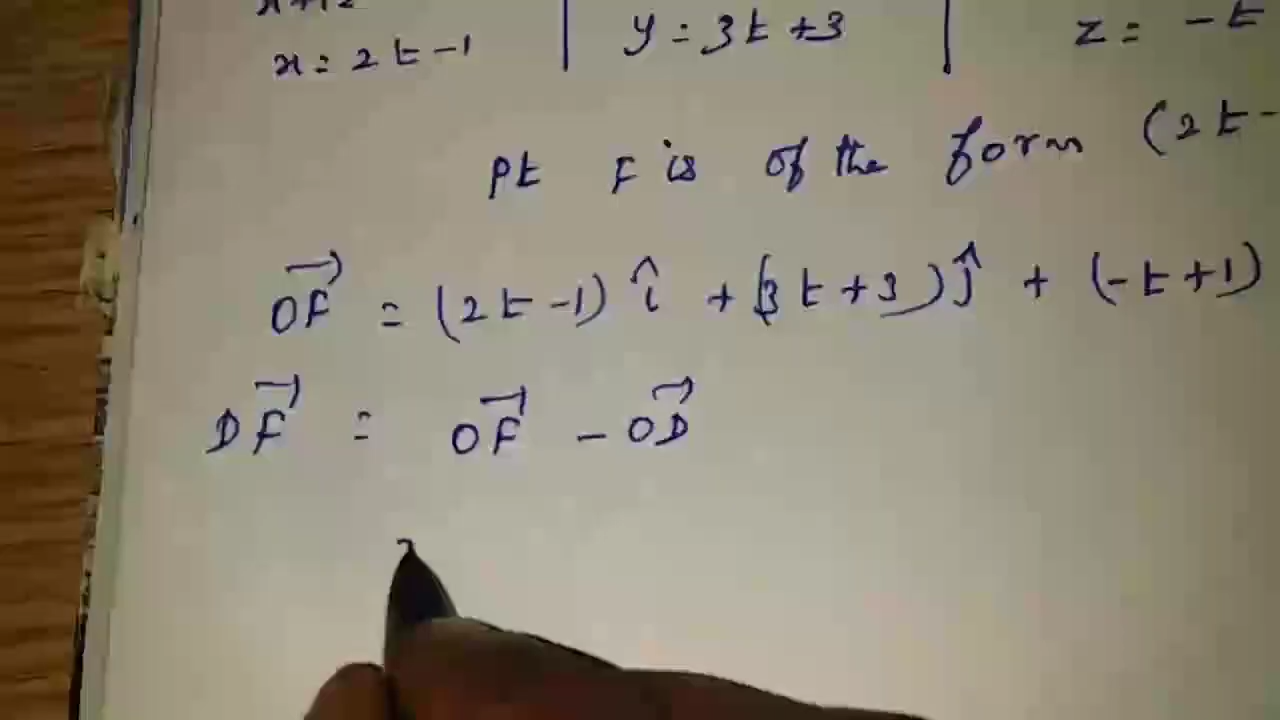 x = 2t - 1 | y = 3t + 3 | z = - t
Pt F is of the form (2t -
OF⃗ = (2t - 1) î + (3t + 3) ĵ + (-t + 1)
DF⃗ = OF⃗ - OD⃗